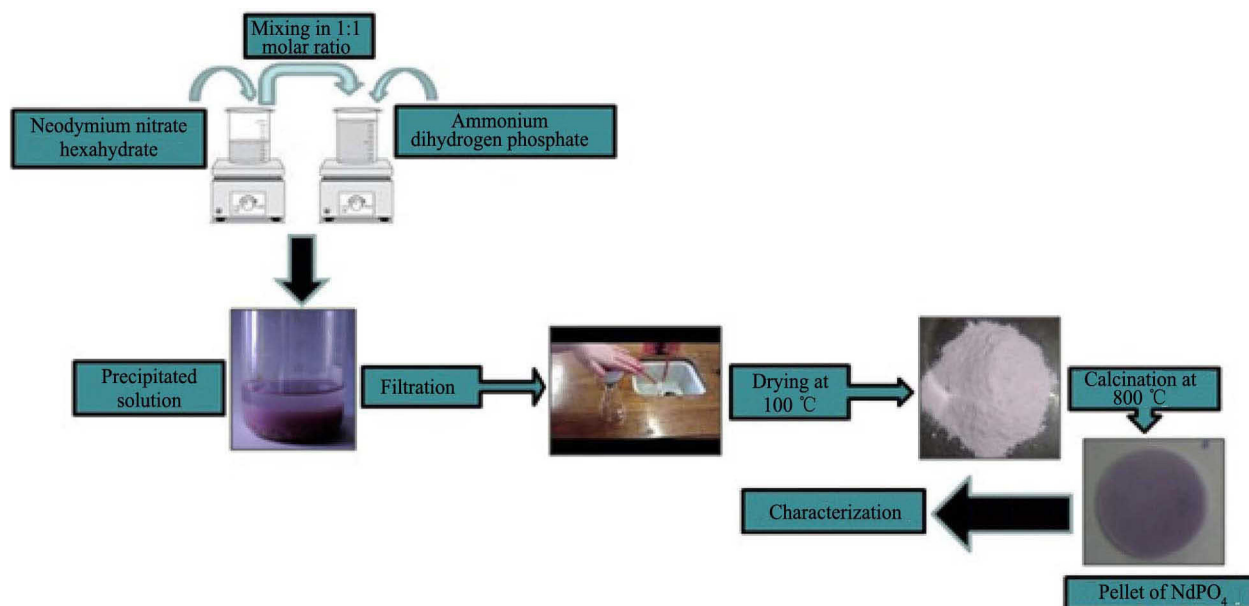 Mixing in 1:1
molar ratio
Neodymium nitrate
hexahydrate
Ammonium
dihydrogen phosphate
Precipitated
solution
Filtration
Drying at
100 ℃
Calcination at
800 ℃
Characterization
Pellet of NdPO₄